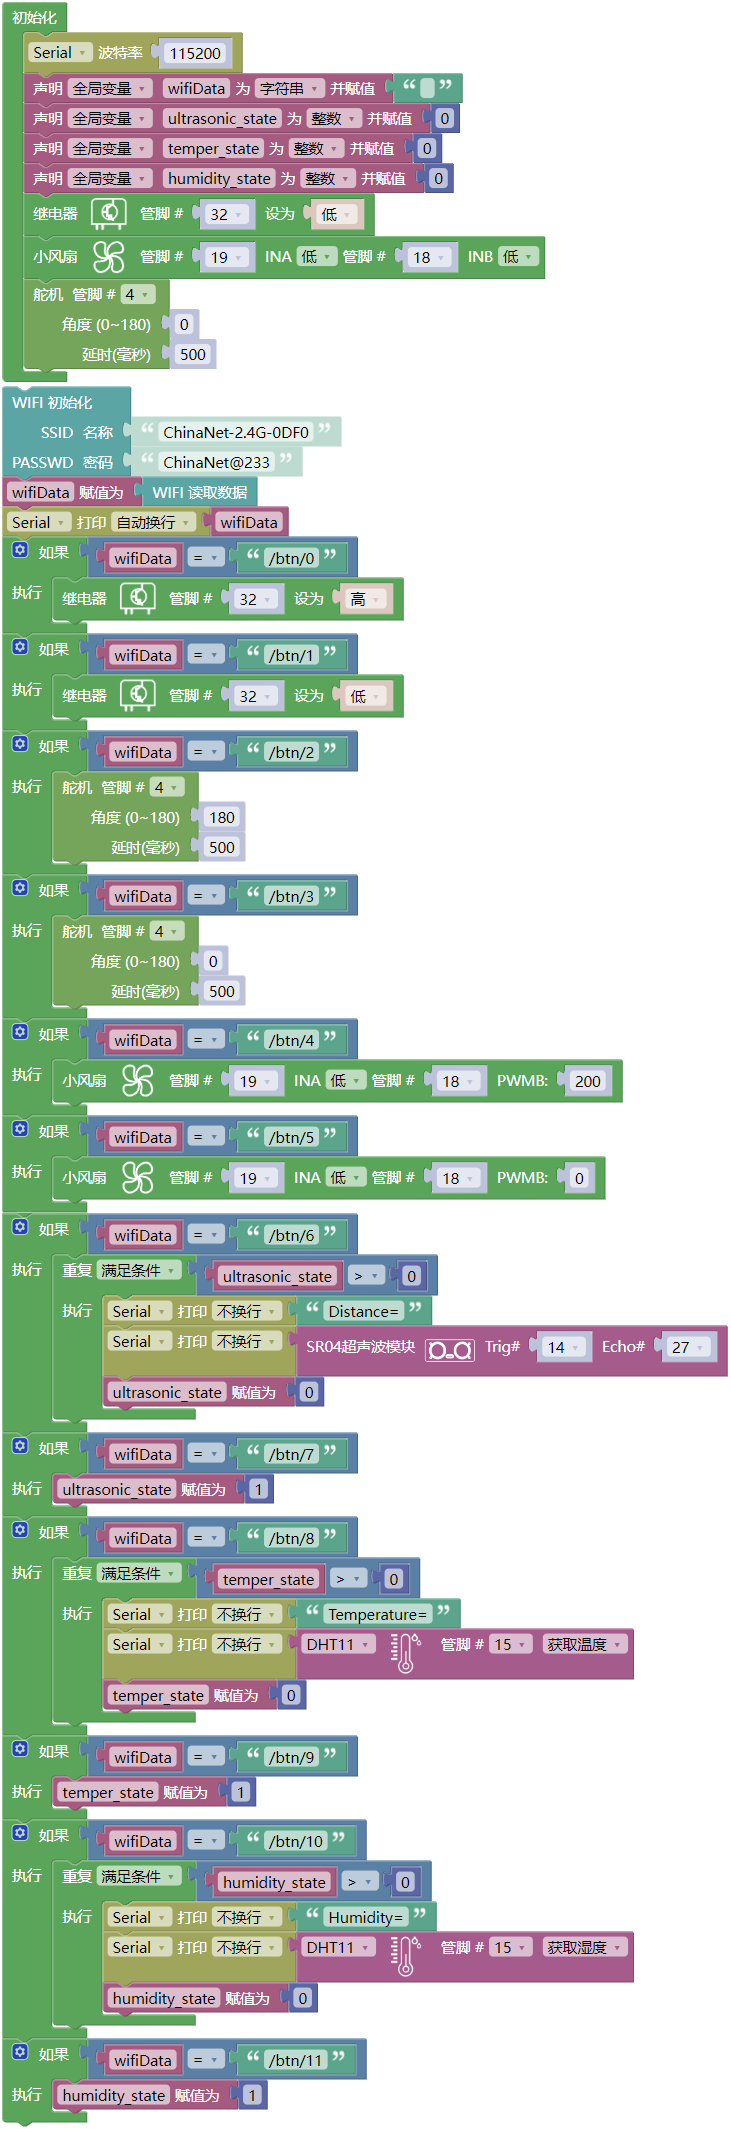 初始化
Serial 波特率 115200
声明 全局变量 wifiData 为 字符串 并赋值 “ ”
声明 全局变量 ultrasonic_state 为 整数 并赋值 0
声明 全局变量 temper_state 为 整数 并赋值 0
声明 全局变量 humidity_state 为 整数 并赋值 0
继电器 管脚 # 32 设为 低
小风扇 管脚 # 19 INA 低 管脚 # 18 INB 低
舵机 管脚 # 4
角度 (0~180) 0
延时(毫秒) 500
WIFI 初始化
SSID 名称 “ ChinaNet-2.4G-0DF0 ”
PASSWD 密码 “ ChinaNet@233 ”
wifiData 赋值为 WIFI 读取数据
Serial 打印 自动换行 wifiData
如果 wifiData = “ /btn/0 ”
执行 继电器 管脚 # 32 设为 高
如果 wifiData = “ /btn/1 ”
执行 继电器 管脚 # 32 设为 低
如果 wifiData = “ /btn/2 ”
执行 舵机 管脚 # 4
角度 (0~180) 180
延时(毫秒) 500
如果 wifiData = “ /btn/3 ”
执行 舵机 管脚 # 4
角度 (0~180) 0
延时(毫秒) 500
如果 wifiData = “ /btn/4 ”
执行 小风扇 管脚 # 19 INA 低 管脚 # 18 PWMB: 200
如果 wifiData = “ /btn/5 ”
执行 小风扇 管脚 # 19 INA 低 管脚 # 18 PWMB: 0
如果 wifiData = “ /btn/6 ”
执行 重复 满足条件 ultrasonic_state > 0
执行 Serial 打印 不换行 “ Distance= ”
Serial 打印 不换行 SR04超声波模块 Trig# 14 Echo# 27
ultrasonic_state 赋值为 0
如果 wifiData = “ /btn/7 ”
执行 ultrasonic_state 赋值为 1
如果 wifiData = “ /btn/8 ”
执行 重复 满足条件 temper_state > 0
执行 Serial 打印 不换行 “ Temperature= ”
Serial 打印 不换行 DHT11 管脚 # 15 获取温度
temper_state 赋值为 0
如果 wifiData = “ /btn/9 ”
执行 temper_state 赋值为 1
如果 wifiData = “ /btn/10 ”
执行 重复 满足条件 humidity_state > 0
执行 Serial 打印 不换行 “ Humidity= ”
Serial 打印 不换行 DHT11 管脚 # 15 获取湿度
humidity_state 赋值为 0
如果 wifiData = “ /btn/11 ”
执行 humidity_state 赋值为 1